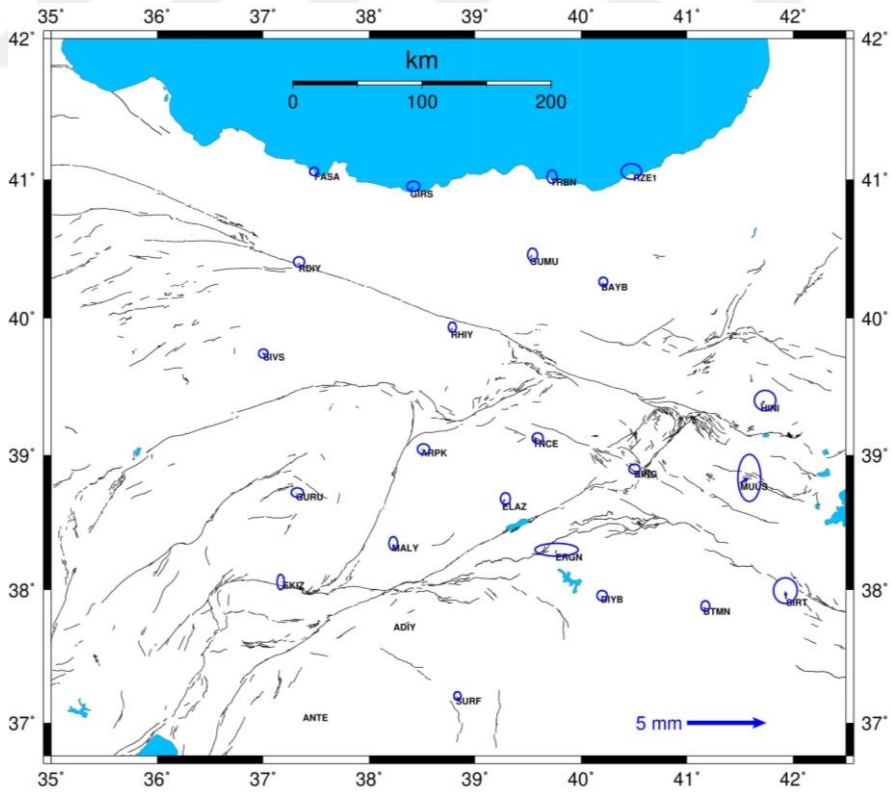 35° 36° 37° 38° 39° 40° 41° 42°
42° 42°
km
0 100 200
41° 41°
FASA GIRS TRBN RZE1
RDIY GUMU BAYB
40° 40°
RHIY
SIVS
HINI
39° 39°
ARPK TNCE BING MUUS
GURU ELAZ
MALY ERGN
38° 38°
EKIZ DIYB BTMN SIRT
ADİY
SURF
37° 37°
ANTE 5 mm
35° 36° 37° 38° 39° 40° 41° 42°